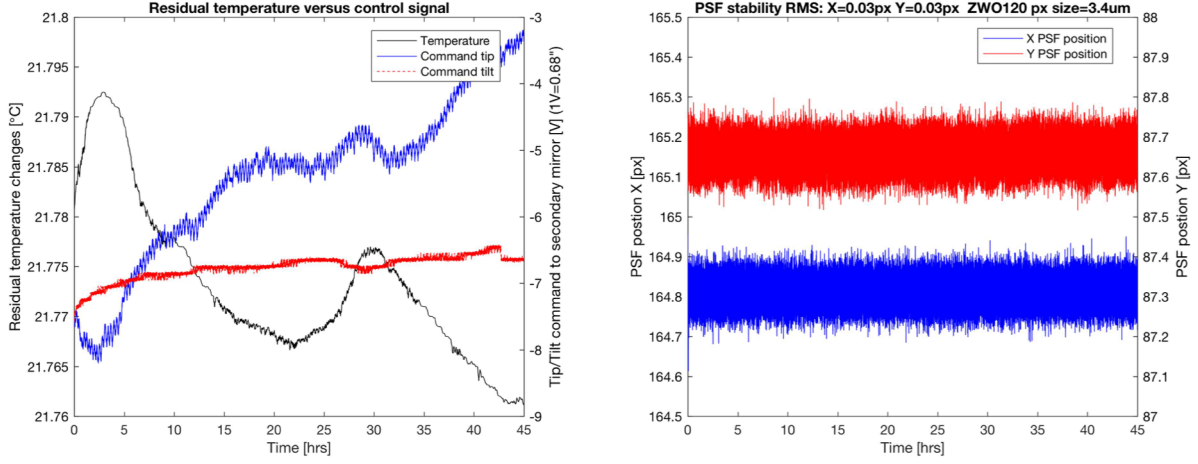 Residual temperature versus control signal
Residual temperature changes [°C]
21.8
21.795
21.79
21.785
21.78
21.775
21.77
21.765
21.76
Temperature
Command tip
Command tilt
-3
-4
-5
-6
-7
-8
-9
Tip/Tilt command to secondary mirror [V] (1V=0.68")
0 5 10 15 20 25 30 35 40 45
Time [hrs]
PSF stability RMS: X=0.03px Y=0.03px ZWO120 px size=3.4um
PSF postion X [px]
165.5
165.4
165.3
165.2
165.1
165
164.9
164.8
164.7
164.6
164.5
X PSF position
Y PSF position
88
87.9
87.8
87.7
87.6
87.5
87.4
87.3
87.2
87.1
87
PSF postion Y [px]
0 5 10 15 20 25 30 35 40 45
Time [hrs]